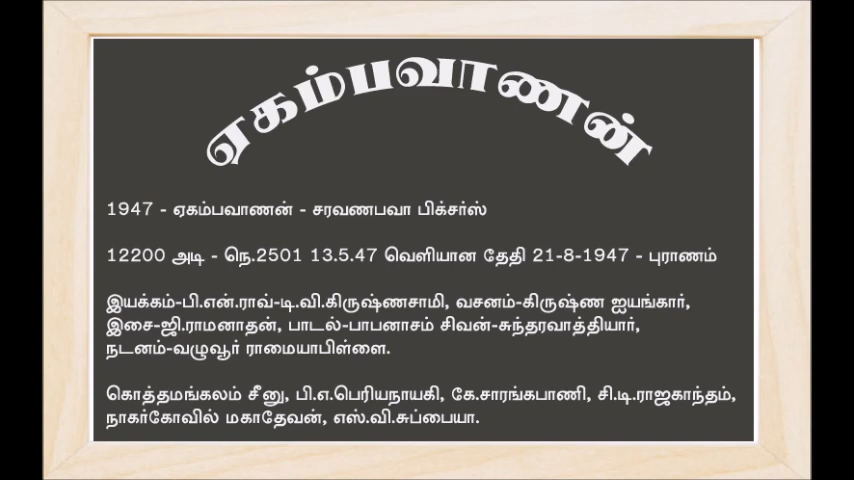 ஏகம்பவாணன்
1947 - ஏகம்பவாணன் - சரவணபவா பிக்சர்ஸ்
12200 அடி - நெ.2501 13.5.47 வெளியான தேதி 21-8-1947 - புராணம்
இயக்கம்-பி.என்.ராவ்-டி.வி.கிருஷ்ணசாமி, வசனம்-கிருஷ்ண ஐயங்கார்,
இசை-ஜி.ராமனாதன், பாடல்-பாபனாசம் சிவன்-சுந்தரவாத்தியார்,
நடனம்-வழுவூர் ராமையாபிள்ளை.
கொத்தமங்கலம் சீனு, பி.எ.பெரியநாயகி, கே.சாரங்கபாணி, சி.டி.ராஜகாந்தம்,
நாகர்கோவில் மகாதேவன், எஸ்.வி.சுப்பையா.